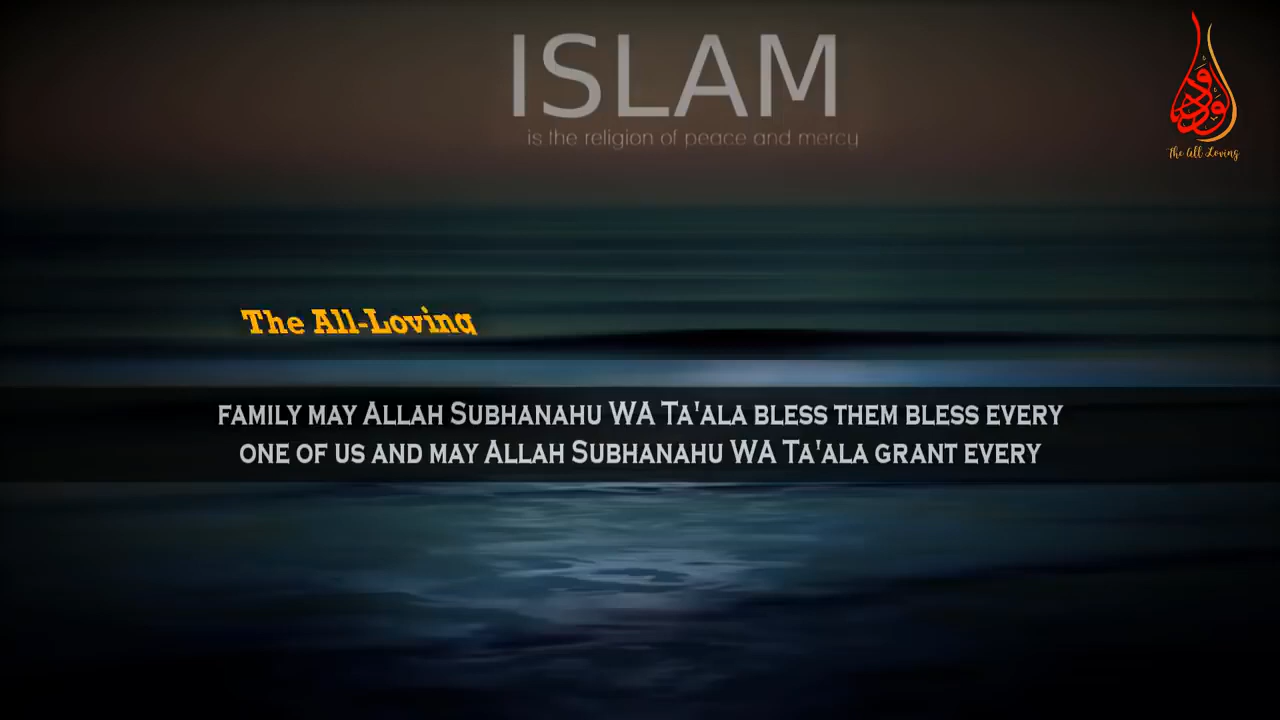 ISLAM
is the religion of peace and mercy
الودود
The All Loving
The All-Loving
FAMILY MAY ALLAH SUBHANAHU WA TA'ALA BLESS THEM BLESS EVERY
ONE OF US AND MAY ALLAH SUBHANAHU WA TA'ALA GRANT EVERY